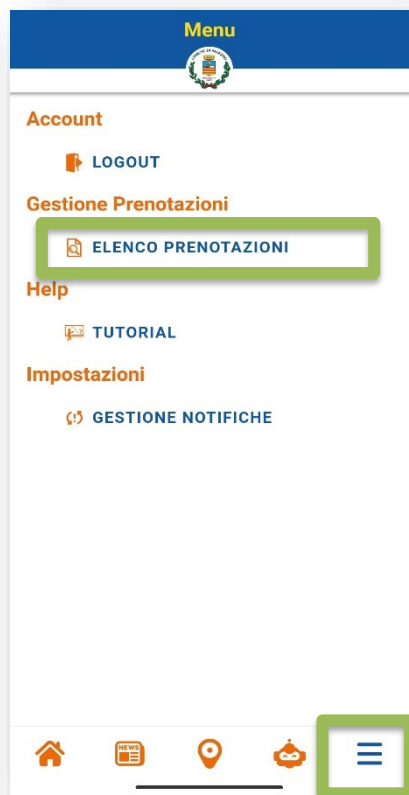 Menu
Account
LOGOUT
Gestione Prenotazioni
ELENCO PRENOTAZIONI
Help
TUTORIAL
Impostazioni
GESTIONE NOTIFICHE
NEWS